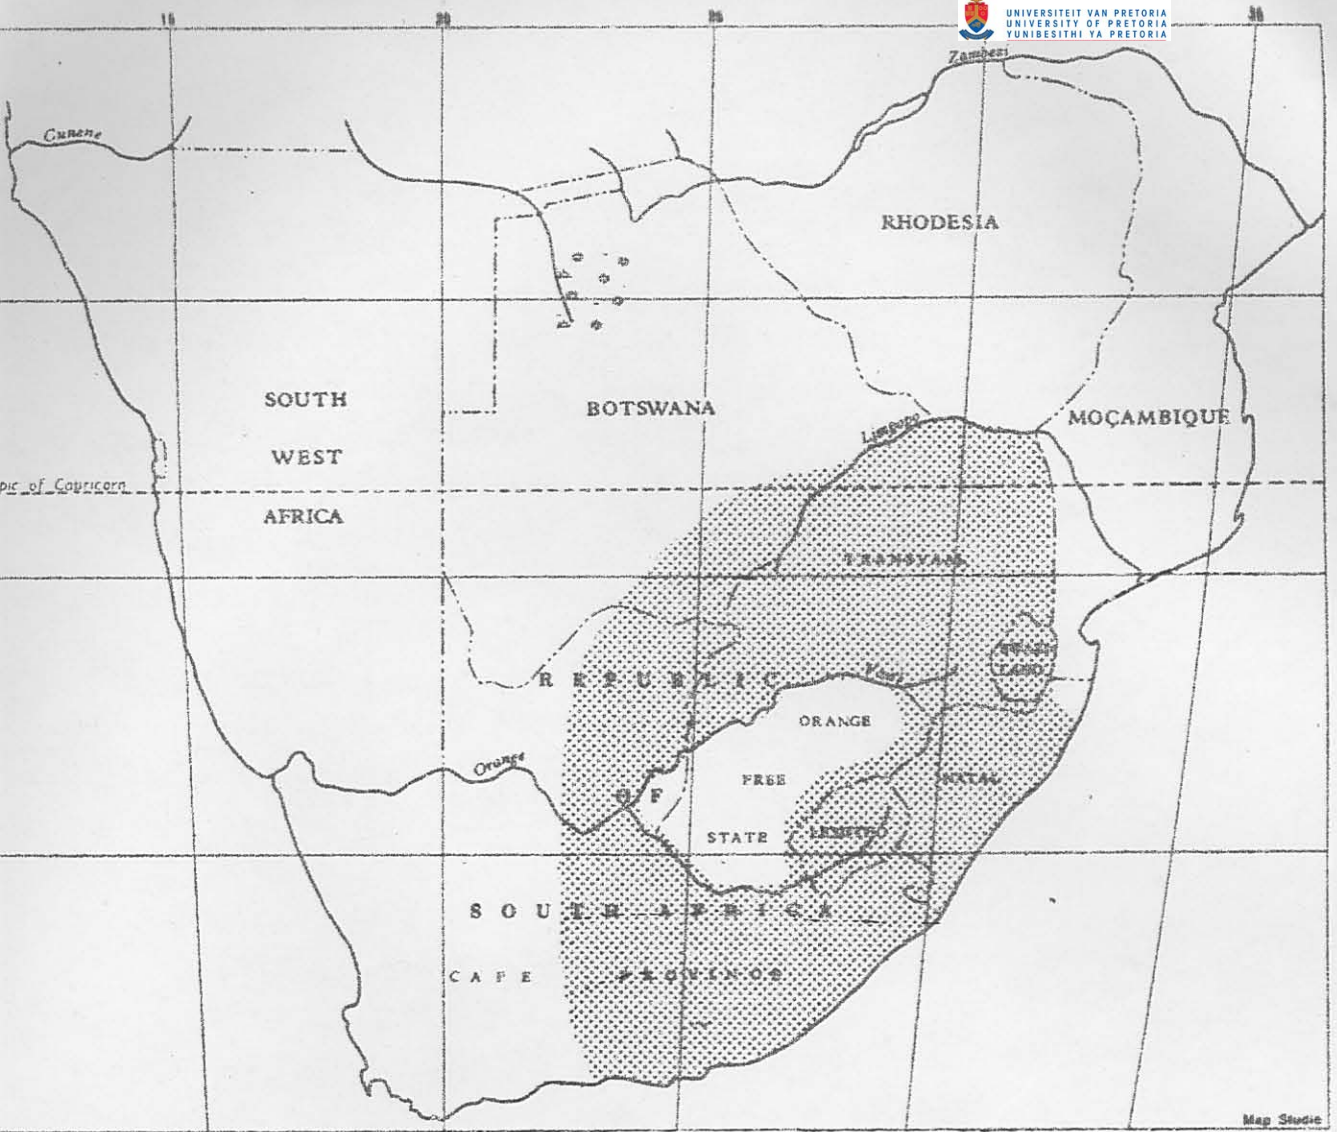 UNIVERSITEIT VAN PRETORIA
UNIVERSITY OF PRETORIA
YUNIBESITHI YA PRETORIA
15
20
25
Zambezi
Cunene
RHODESIA
SOUTH
WEST
AFRICA
BOTSWANA
MOÇAMBIQUE
Limpopo
pic of Capricorn
TRANSVAAL
SWAZI
LAND
REPUBLIC
Vaal
ORANGE
Orange
FREE
NATAL
OF
STATE
LESOTHO
SOUTH AFRICA
CAPE PROVINCE
Map Studio